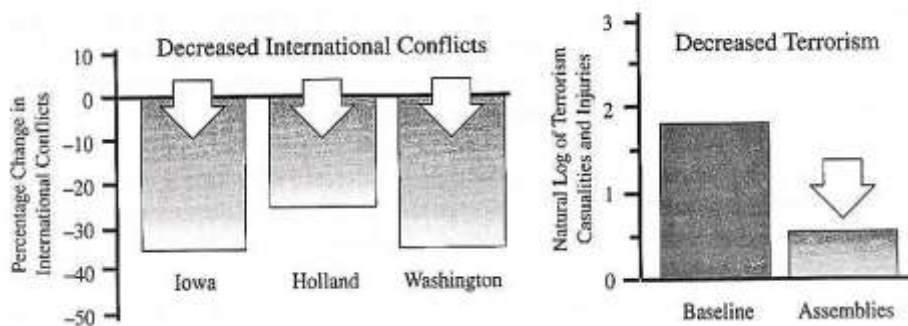 Decreased International Conflicts
Percentage Change in
International Conflicts
10
0
-10
-20
-30
-40
-50
Iowa
Holland
Washington
Decreased Terrorism
Natural Log of Terrorism
Casualities and Injuries
3
2
1
0
Baseline
Assemblies